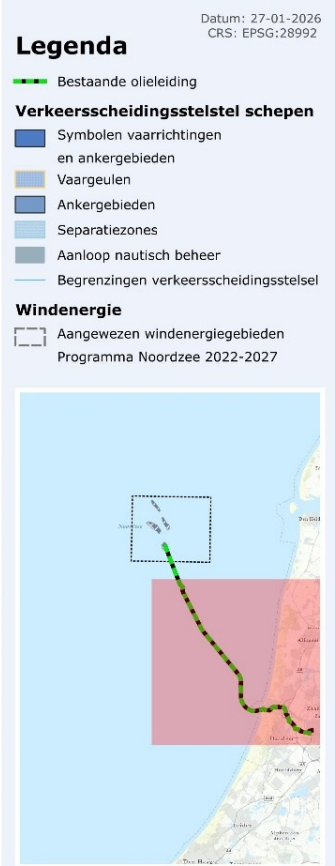 Datum: 27-01-2026
CRS: EPSG:28992
Legenda
Bestaande olieleiding
Verkeersscheidingsstelstel schepen
Symbolen vaarrichtingen
en ankergebieden
Vaargeulen
Ankergebieden
Separatiezones
Aanloop nautisch beheer
Begrenzingen verkeersscheidingsstelsel
Windenergie
Aangewezen windenergiegebieden
Programma Noordzee 2022-2027